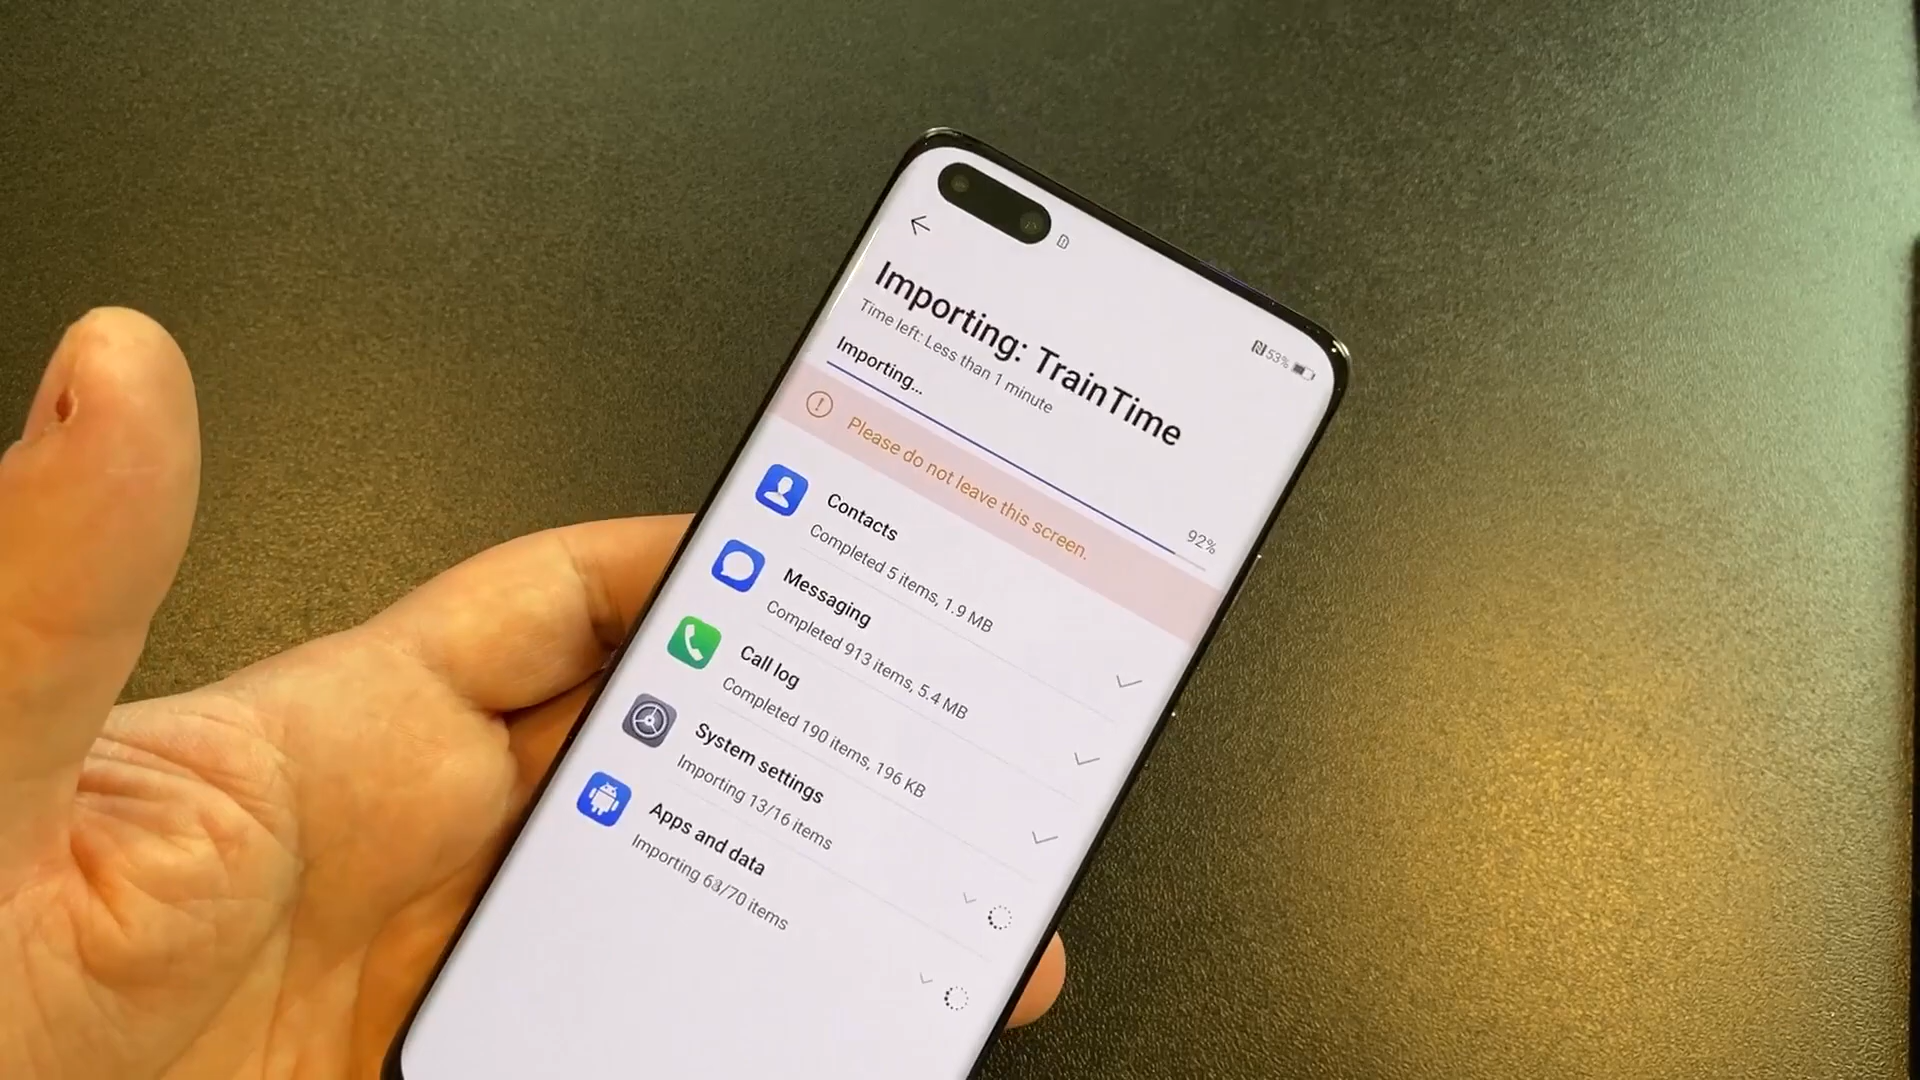 53%
Importing: TrainTime
Time left: Less than 1 minute
Importing...
92%
Please do not leave this screen.
Contacts
Completed 5 items, 1.9 MB
Messaging
Completed 913 items, 5.4 MB
Call log
Completed 190 items, 196 KB
System settings
Importing 13/16 items
Apps and data
Importing /70 items